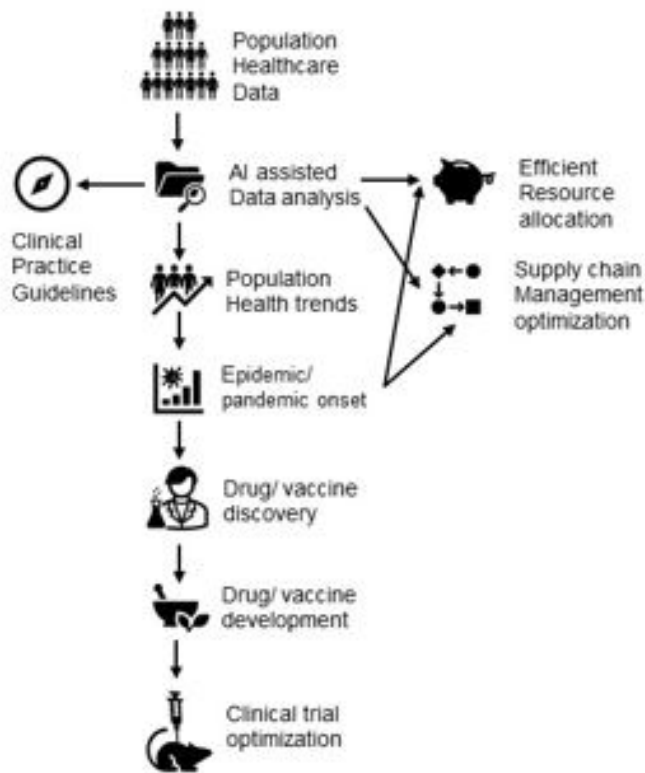 Population
Healthcare
Data
AI assisted
Data analysis
Efficient
Resource
allocation
Clinical
Practice
Guidelines
Population
Health trends
Supply chain
Management
optimization
Epidemic/
pandemic onset
Drug/ vaccine
discovery
Drug/ vaccine
development
Clinical trial
optimization